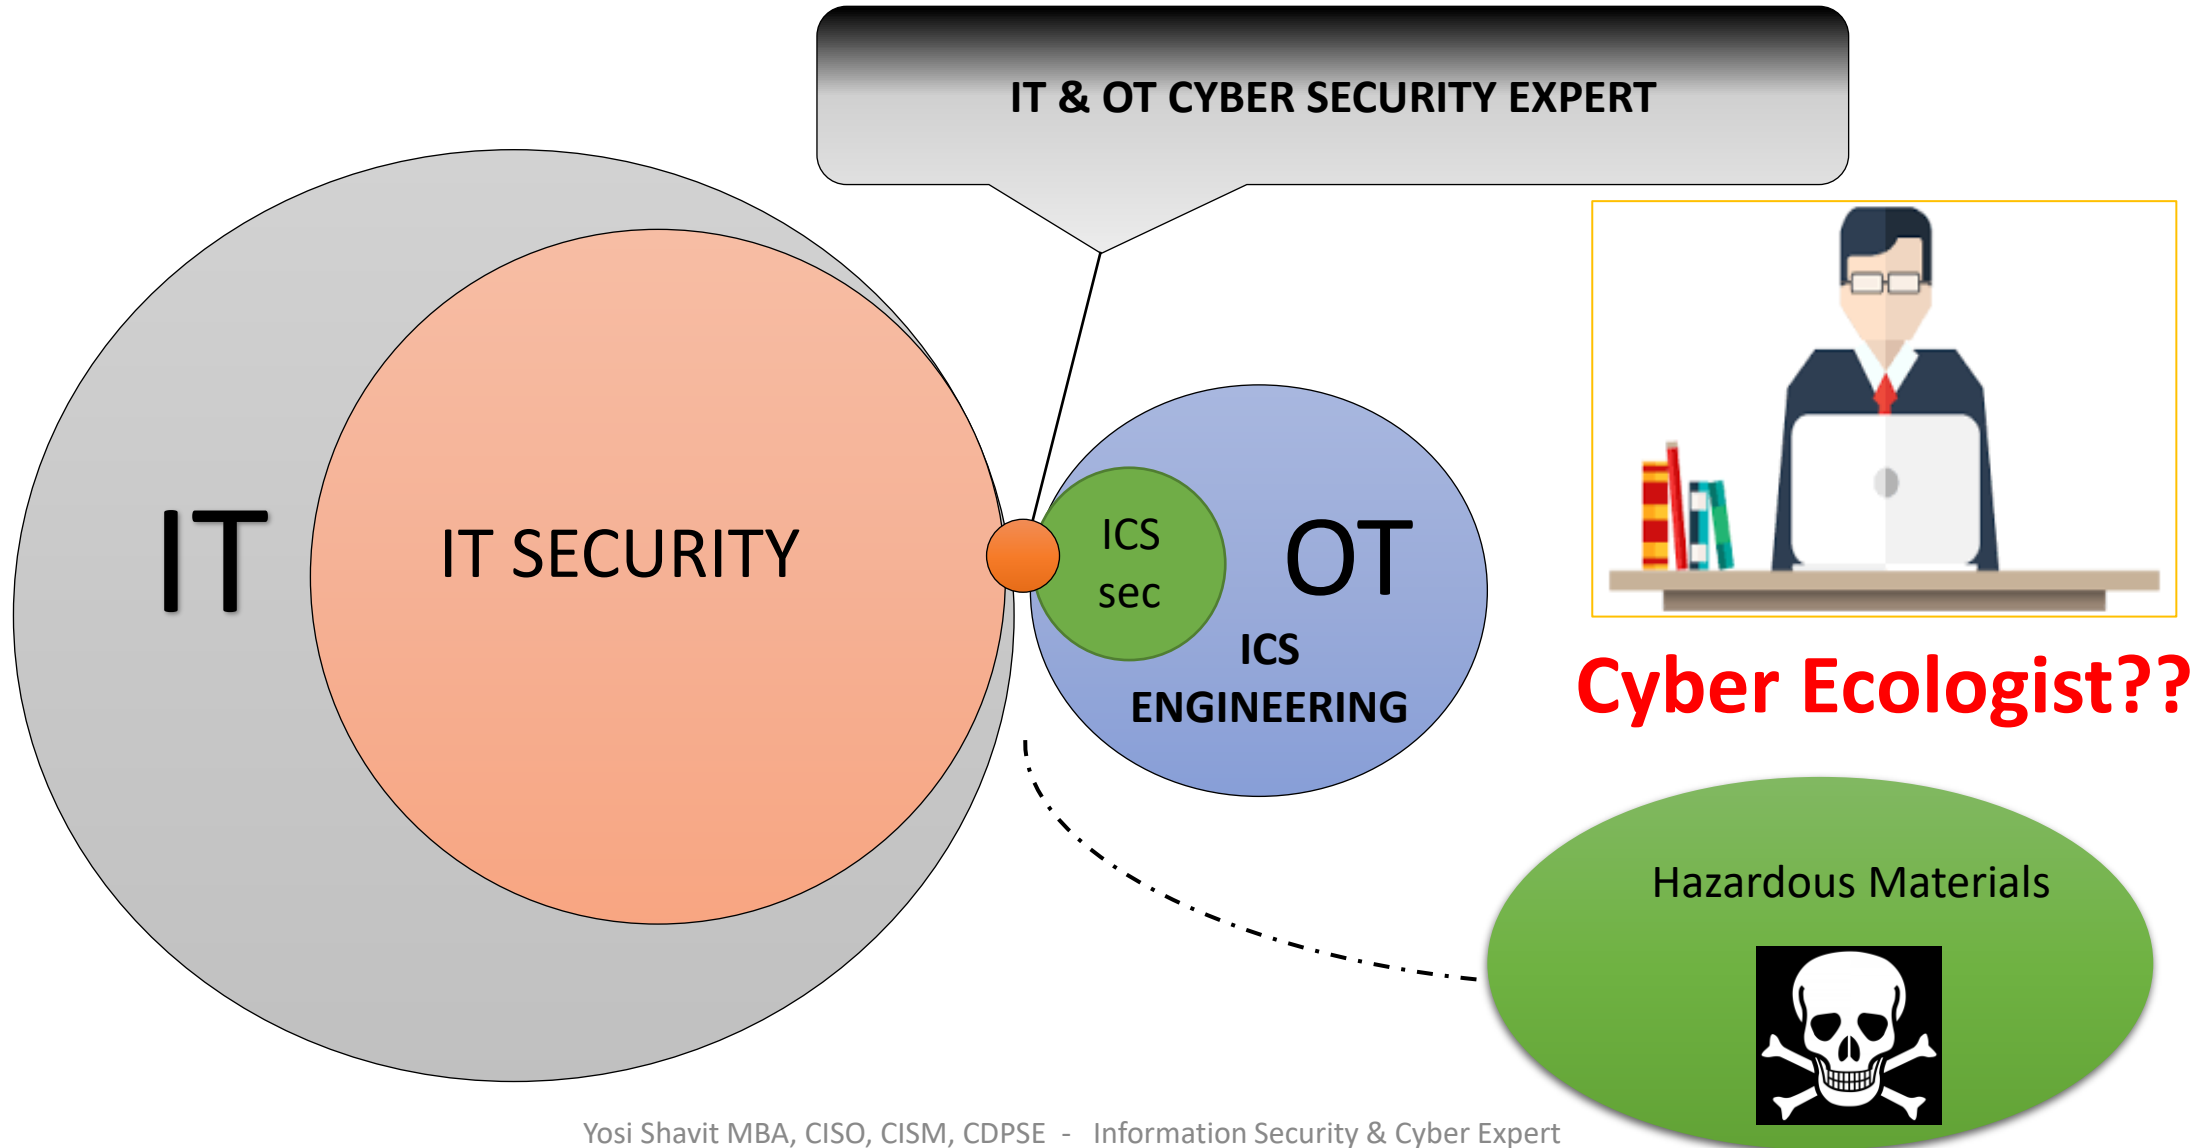 IT & OT CYBER SECURITY EXPERT
IT
IT SECURITY
ICS
sec
OT
ICS
ENGINEERING
Cyber Ecologist??
Hazardous Materials
Yosi Shavit MBA, CISO, CISM, CDPSE - Information Security & Cyber Expert